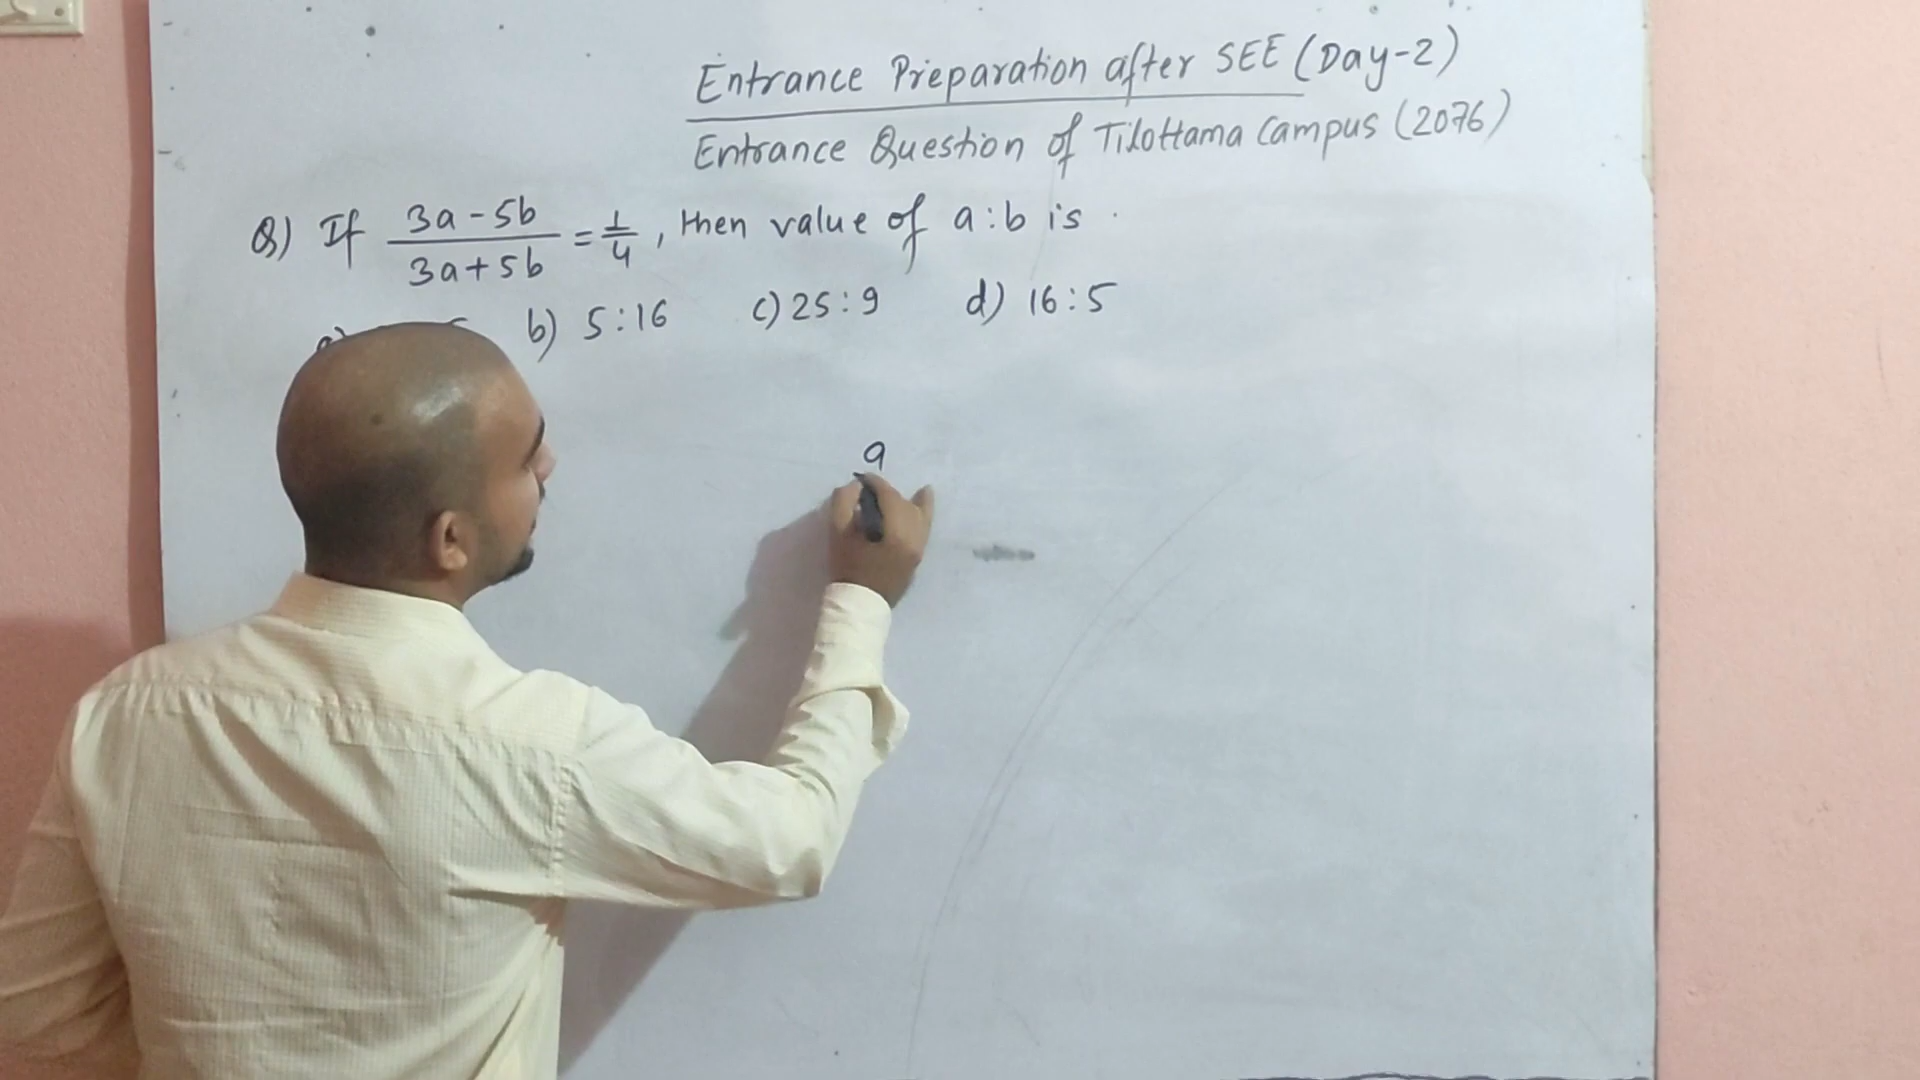 Entrance Preparation after SEE (Day-2)
Entrance Question of Tilottama Campus (2076)
Q) If (3a-5b)/(3a+5b) = 1/4, then value of a:b is
a) b) 5:16 c) 25:9 d) 16:5
a